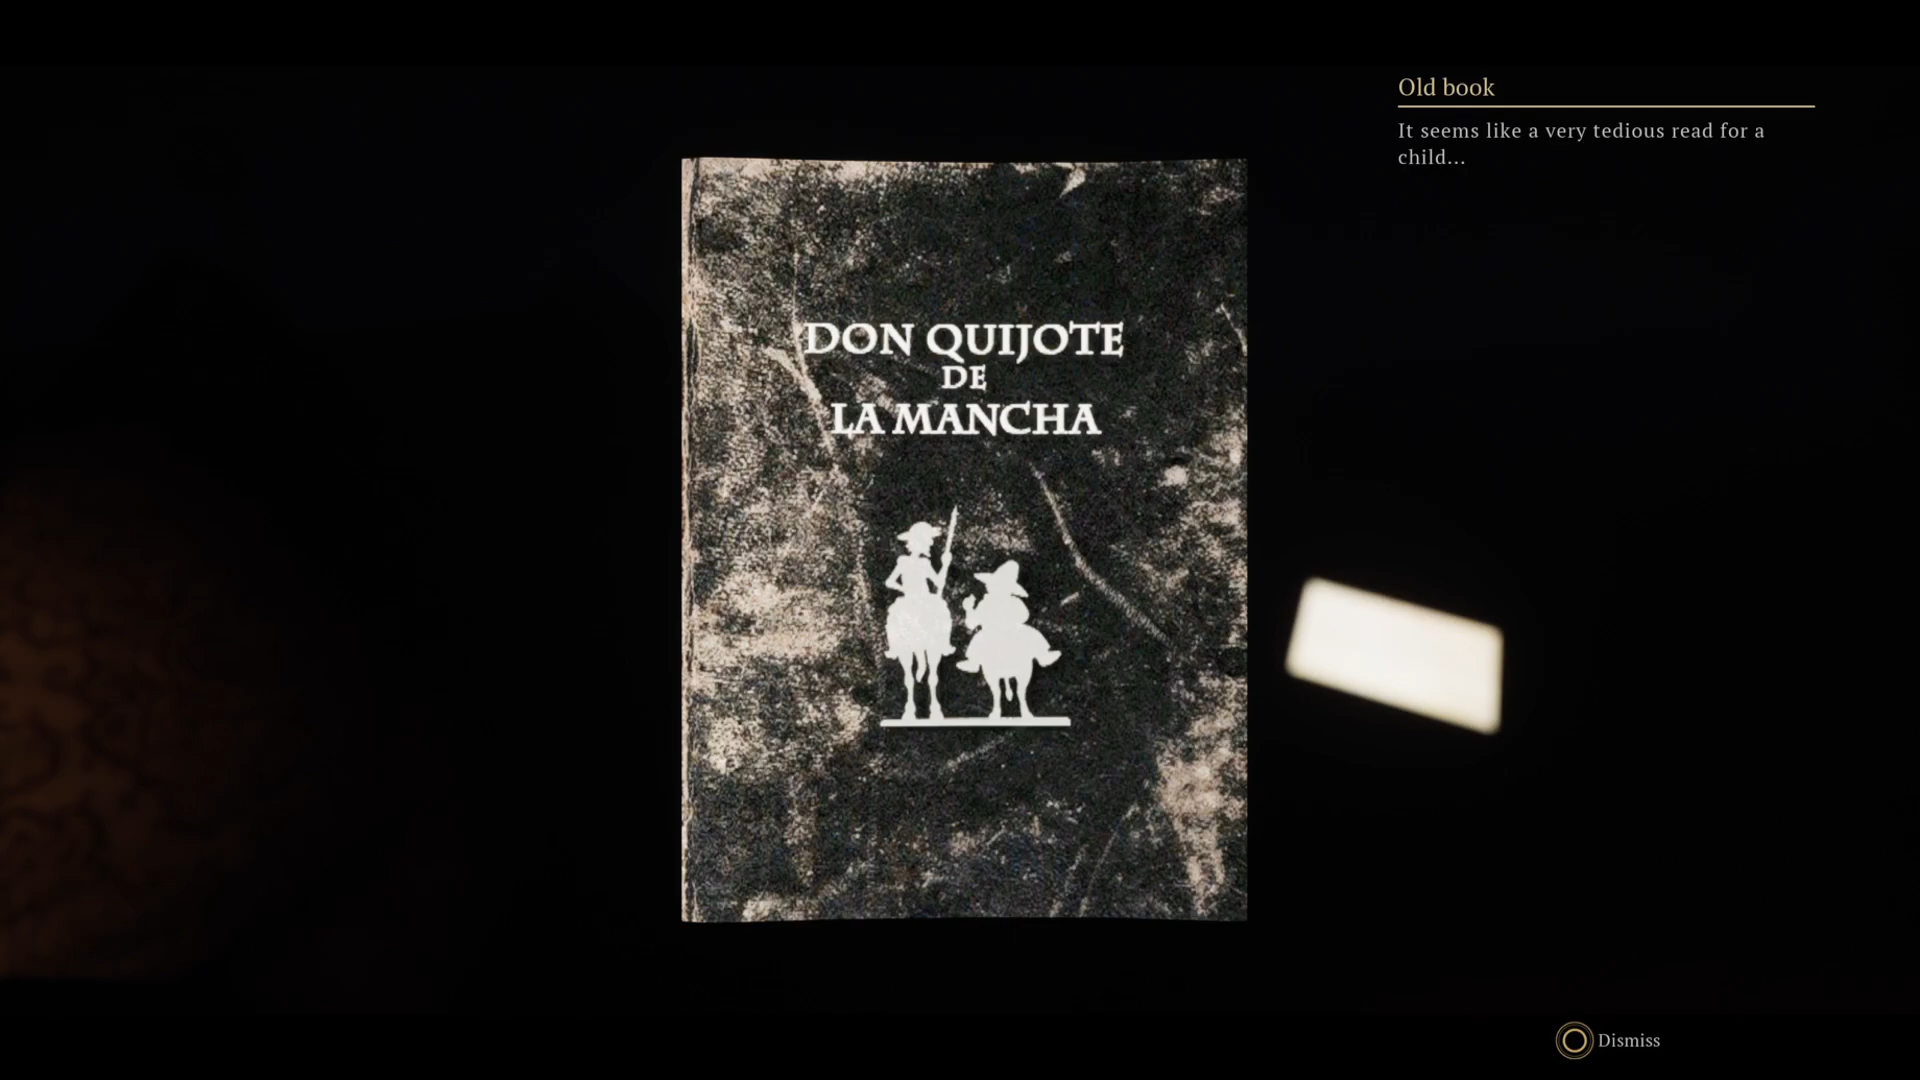 Old book
It seems like a very tedious read for a
child...
DON QUIJOTE
DE
LA MANCHA
Dismiss